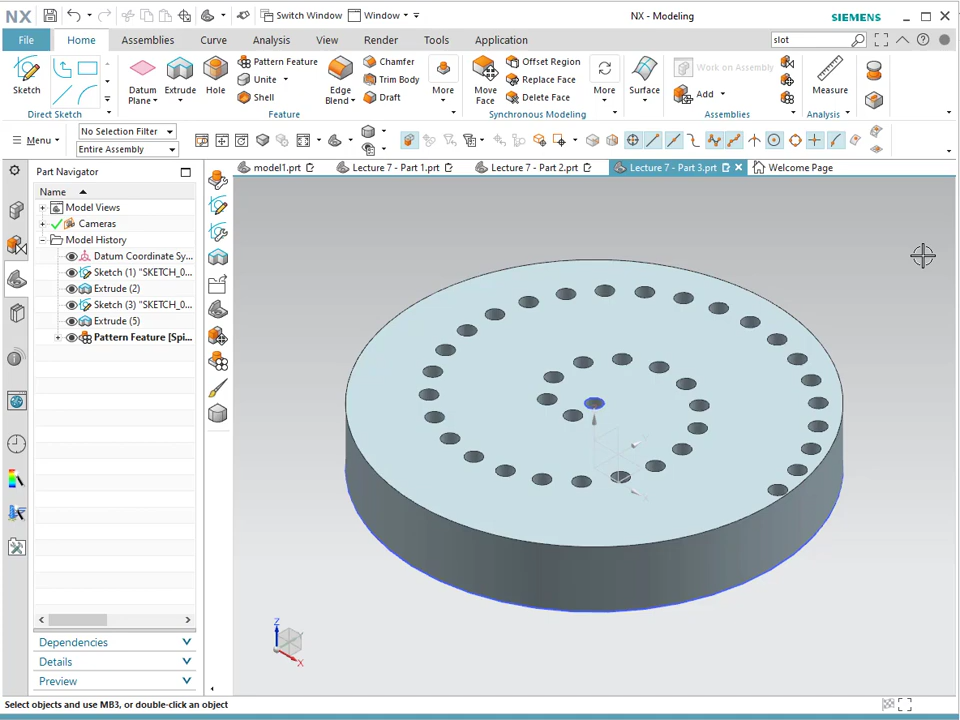 NX Switch Window Window NX - Modeling SIEMENS
File Home Assemblies Curve Analysis View Render Tools Application slot
Sketch Datum Plane Extrude Hole Pattern Feature Unite Shell Edge Blend Chamfer Trim Body Draft More Move Face Offset Region Replace Face Delete Face More Surface Work on Assembly Add Measure
Direct Sketch Feature Synchronous Modeling Assemblies Analysis
Menu No Selection Filter
Entire Assembly
Part Navigator model1.prt Lecture 7 - Part 1.prt Lecture 7 - Part 2.prt Lecture 7 - Part 3.prt Welcome Page
Name
Model Views
Cameras
Model History
Datum Coordinate Sy...
Sketch (1) "SKETCH_0...
Extrude (2)
Sketch (3) "SKETCH_0...
Extrude (5)
Pattern Feature [Spi...
Dependencies
Details
Preview
Z
X
Select objects and use MB3, or double-click an object